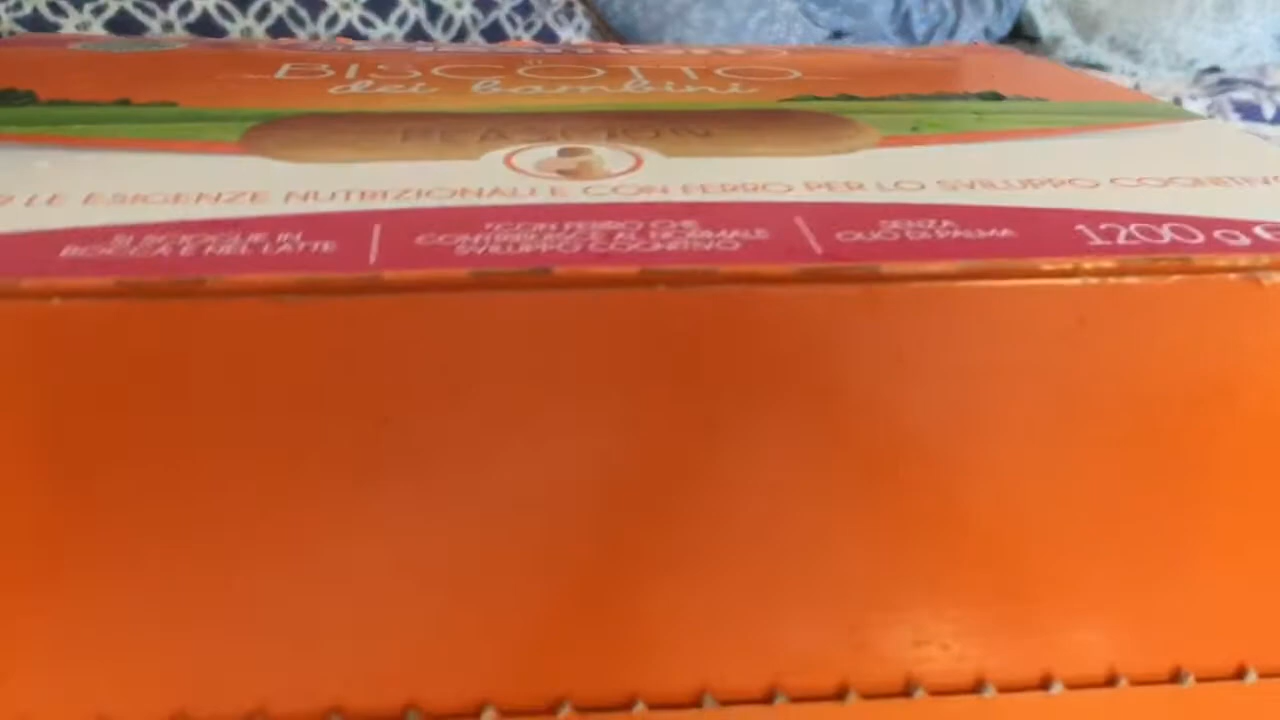 BISCOTTO
dei bambini
PLASMON
LE ESIGENZE NUTRIZIONALI E CON FERRO PER LO SVILUPPO COGNITIVO
SI SCIOGLIE IN
BOCCA E NEL LATTE
CON FERRO CHE
CONTRIBUISCE AL NORMALE
SVILUPPO COGNITIVO
SENZA
OLIO DI PALMA
1200 g e